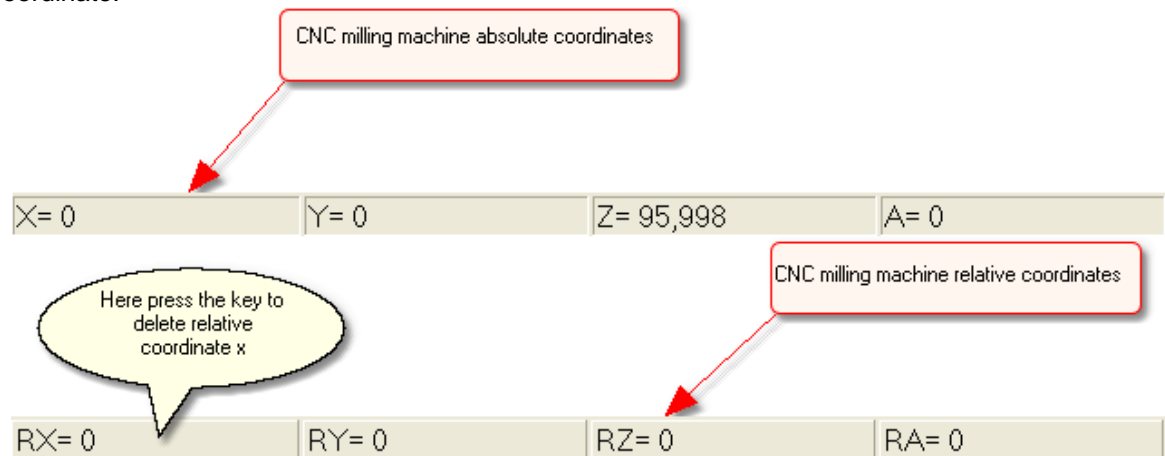 oordinate.
CNC milling machine absolute coordinates
X= 0 Y= 0 Z= 95,998 A= 0
CNC milling machine relative coordinates
Here press the key to
delete relative
coordinate x
RX= 0 RY= 0 RZ= 0 RA= 0